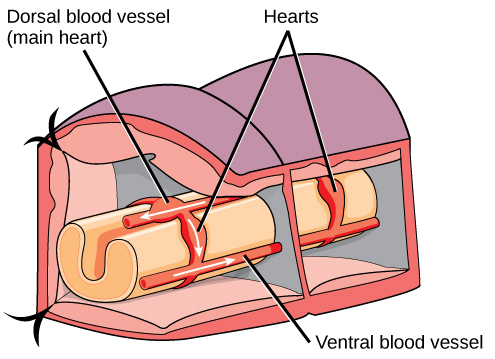 Dorsal blood vessel
(main heart)
Hearts
Ventral blood vessel